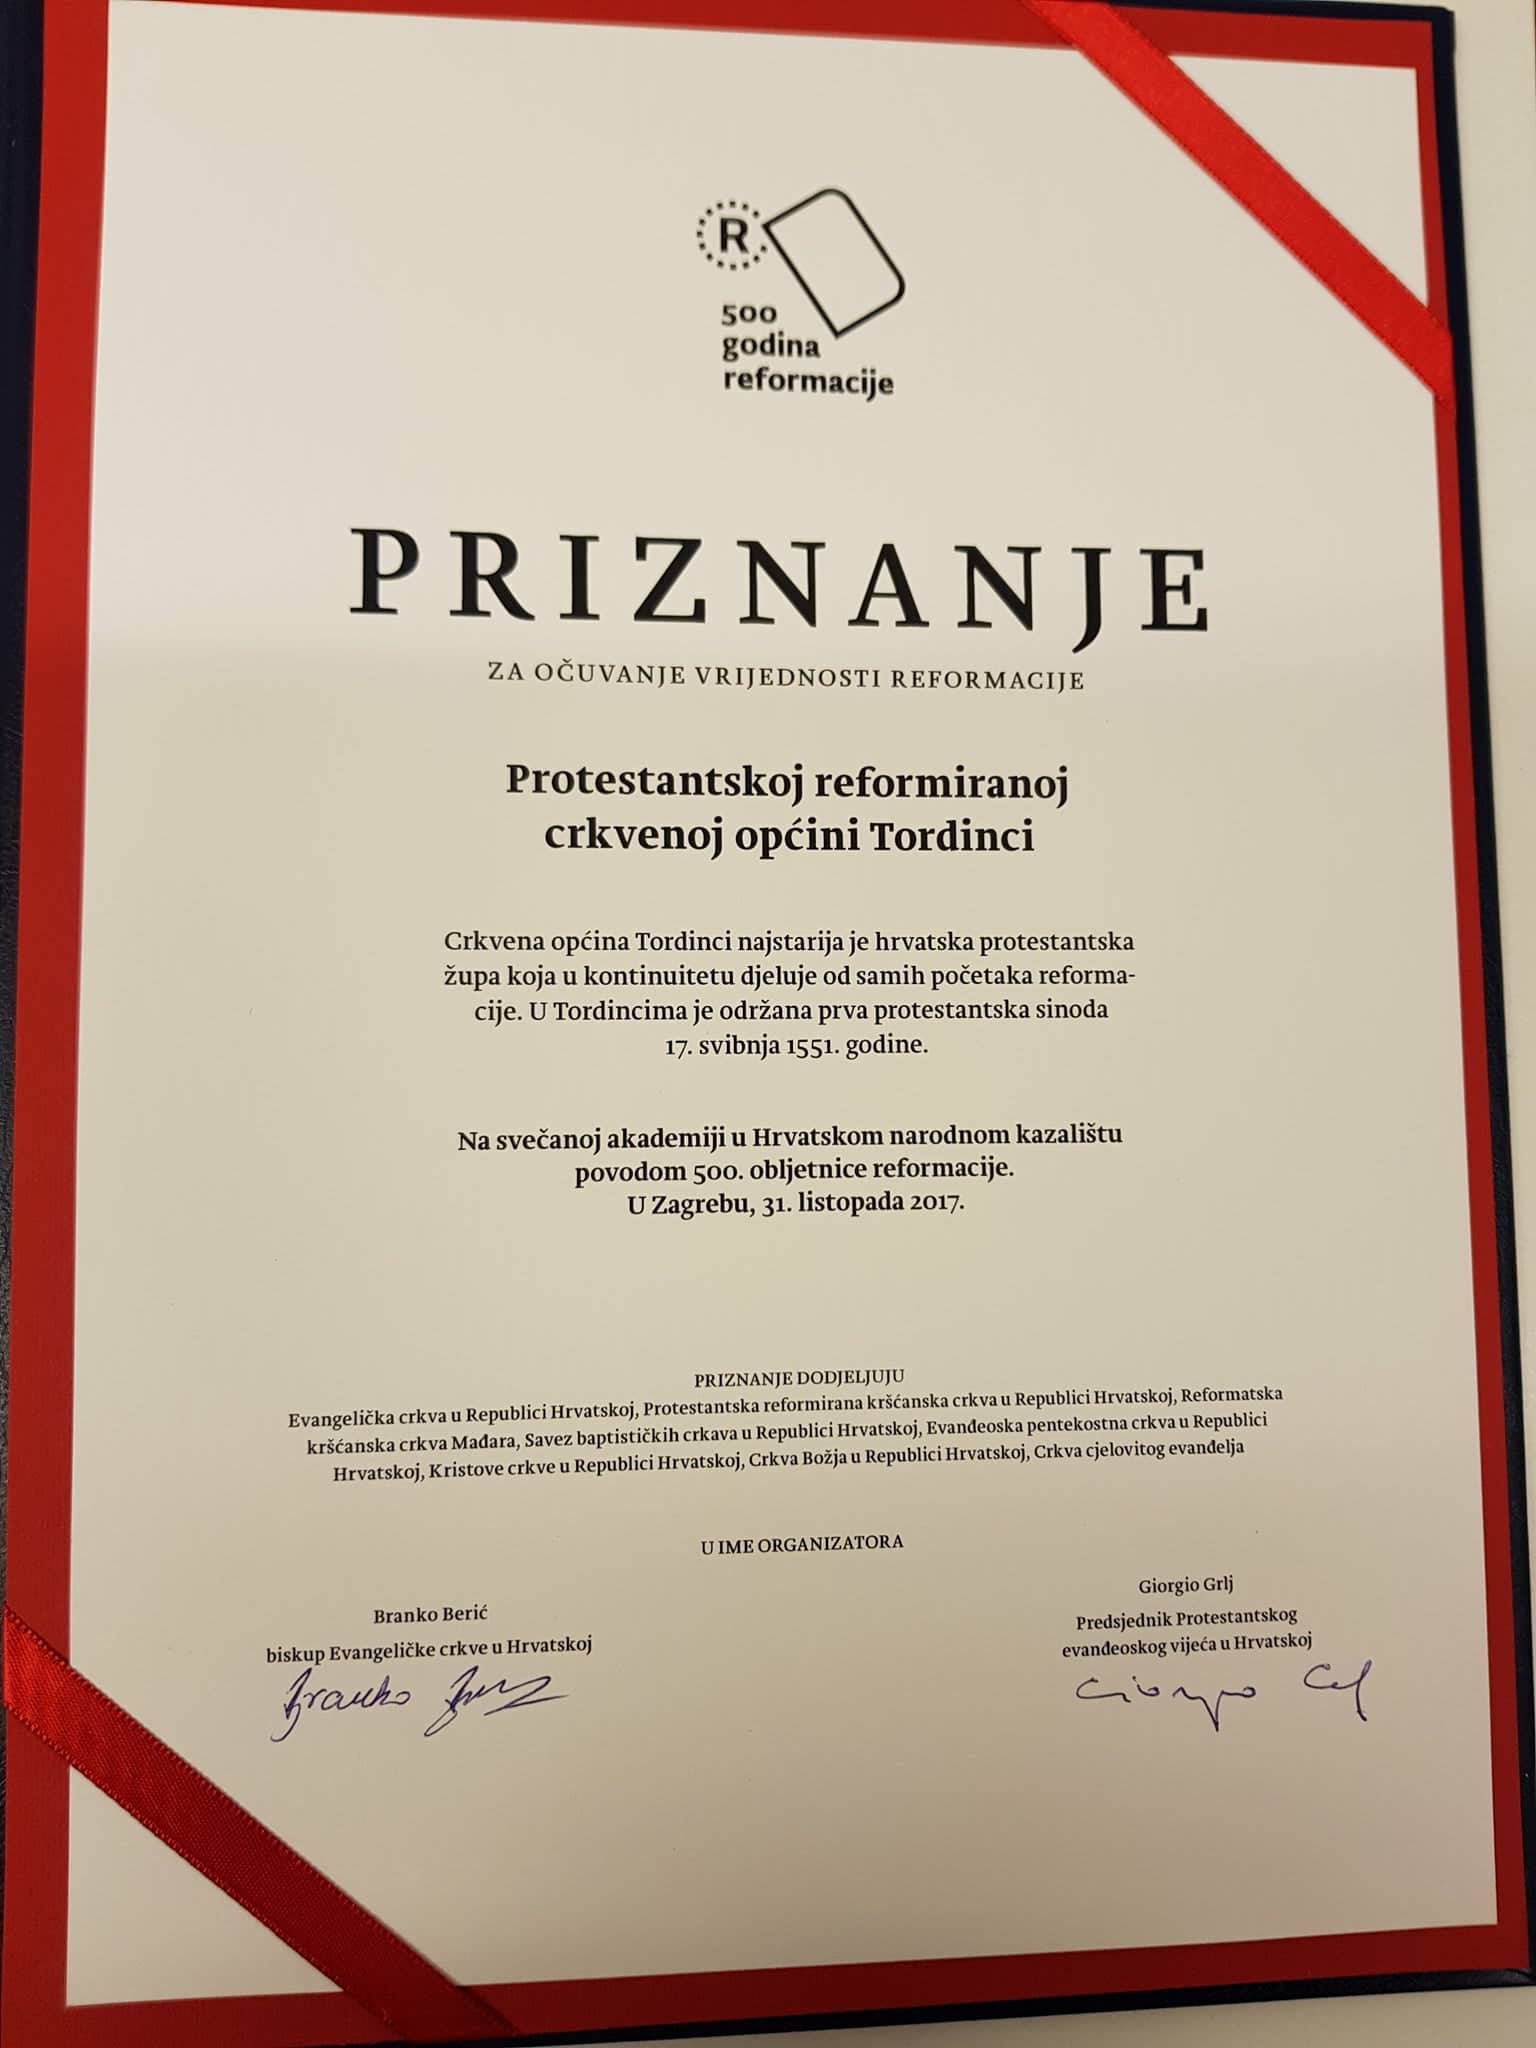 R
500
godina
reformacije
PRIZNANJE
ZA OČUVANJE VRIJEDNOSTI REFORMACIJE
Protestantskoj reformiranoj
crkvenoj općini Tordinci
Crkvena općina Tordinci najstarija je hrvatska protestantska
župa koja u kontinuitetu djeluje od samih početaka reforma-
cije. U Tordincima je održana prva protestantska sinoda
17. svibnja 1551. godine.
Na svečanoj akademiji u Hrvatskom narodnom kazalištu
povodom 500. obljetnice reformacije.
U Zagrebu, 31. listopada 2017.
PRIZNANJE DODJELJUJU
Evangelička crkva u Republici Hrvatskoj, Protestantska reformirana kršćanska crkva u Republici Hrvatskoj, Reformatska
kršćanska crkva Mađara, Savez baptističkih crkava u Republici Hrvatskoj, Evanđeoska pentekostna crkva u Republici
Hrvatskoj, Kristove crkve u Republici Hrvatskoj, Crkva Božja u Republici Hrvatskoj, Crkva cjelovitog evanđelja
U IME ORGANIZATORA
Branko Berić
biskup Evangeličke crkve u Hrvatskoj
Branko
Giorgio Grlj
Predsjednik Protestantskog
evanđeoskog vijeća u Hrvatskoj
Giorgio